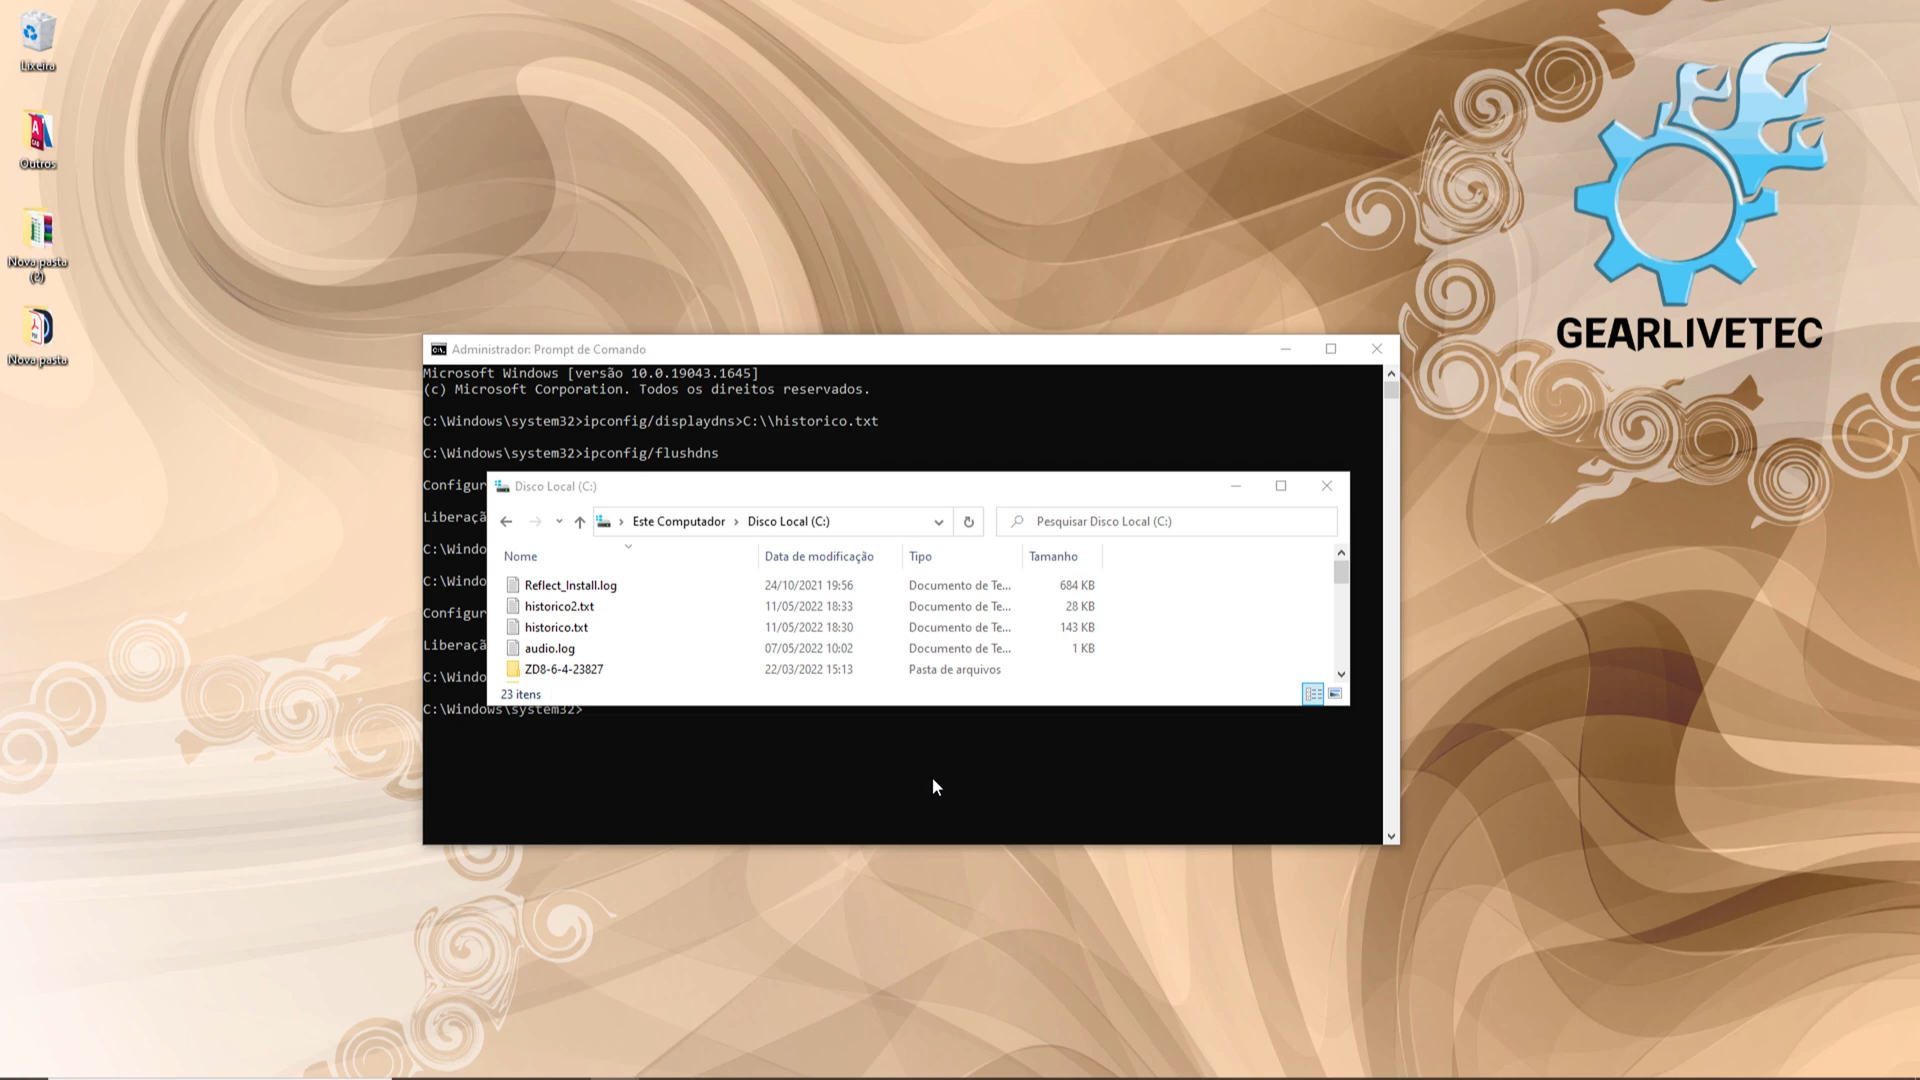 Lixeira
Outros
Nova pasta
(2)
Nova pasta
GEARLIVETEC
Administrador: Prompt de Comando
Microsoft Windows [versão 10.0.19043.1645]
(c) Microsoft Corporation. Todos os direitos reservados.
C:\Windows\system32>ipconfig/displaydns>C:\\historico.txt
C:\Windows\system32>ipconfig/flushdns
Configur
Liberaçã
C:\Windo
C:\Windo
Configur
Liberaçã
C:\Windo
C:\Windows\system32>
Disco Local (C:)
Este Computador > Disco Local (C:)
Pesquisar Disco Local (C:)
Nome Data de modificação Tipo Tamanho
Reflect_Install.log 24/10/2021 19:56 Documento de Te... 684 KB
historico2.txt 11/05/2022 18:33 Documento de Te... 28 KB
historico.txt 11/05/2022 18:30 Documento de Te... 143 KB
audio.log 07/05/2022 10:02 Documento de Te... 1 KB
ZD8-6-4-23827 22/03/2022 15:13 Pasta de arquivos
23 itens